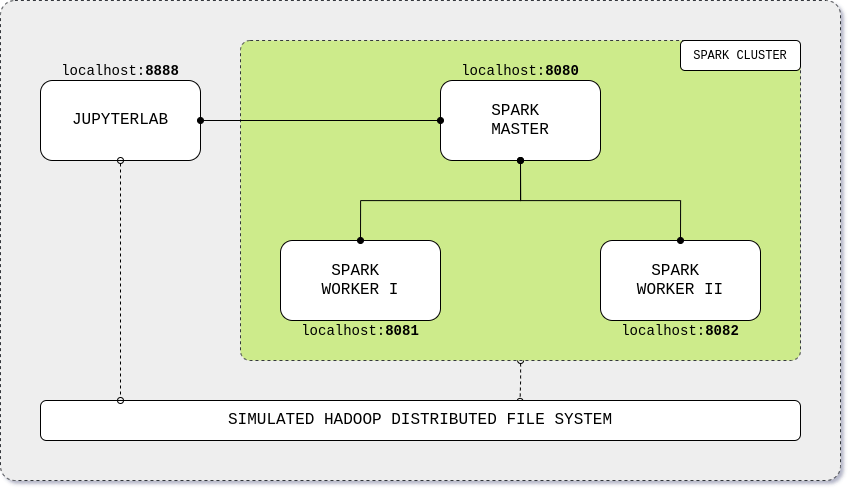 SPARK CLUSTER
localhost:8888
localhost:8080
JUPYTERLAB
SPARK
MASTER
SPARK
WORKER I
SPARK
WORKER II
localhost:8081
localhost:8082
SIMULATED HADOOP DISTRIBUTED FILE SYSTEM